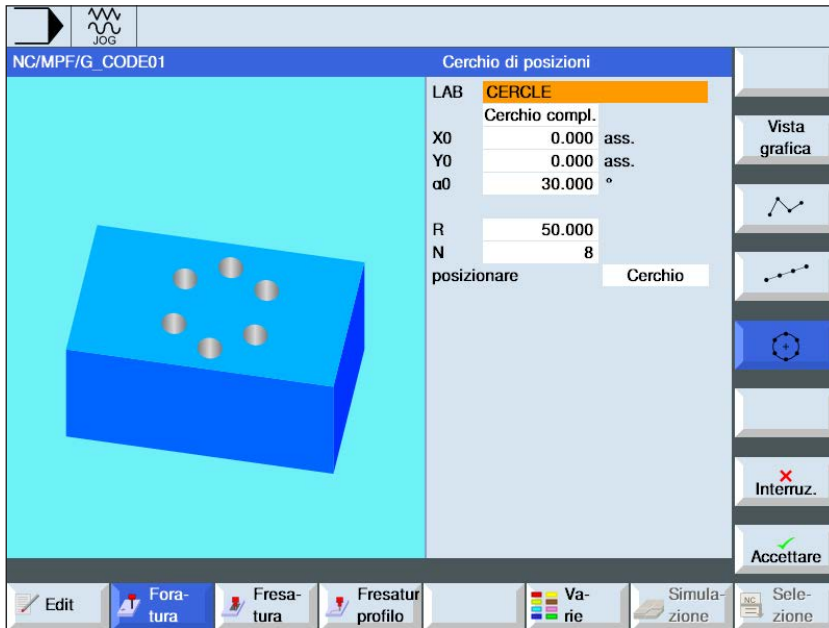 JOG
NC/MPF/G_CODE01
Cerchio di posizioni
LAB CERCLE
Cerchio compl.
X0 0.000 ass.
Y0 0.000 ass.
α0 30.000 °
R 50.000
N 8
posizionare Cerchio
Vista
grafica
Interruz.
Accettare
Edit
Fora-
tura
Fresa-
tura
Fresatur
profilo
Va-
rie
Simula-
zione
NC
Sele-
zione